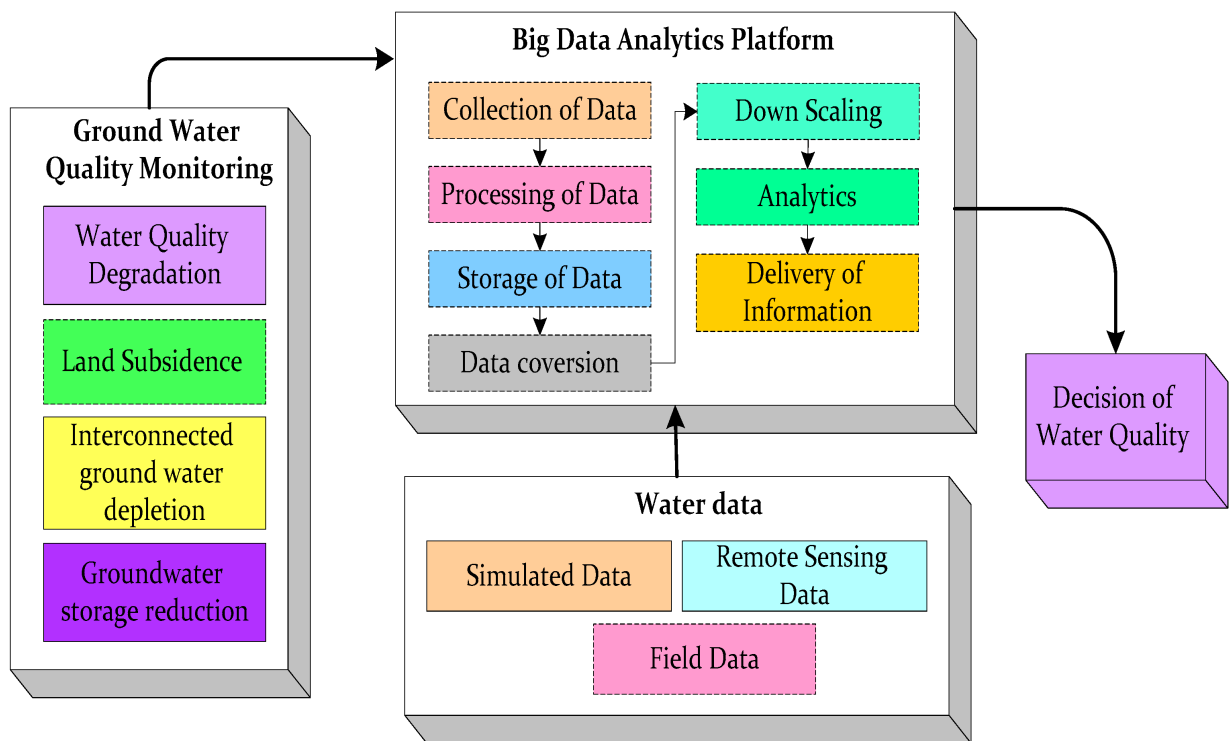 Ground Water
Quality Monitoring
Water Quality
Degradation
Land Subsidence
Interconnected
ground water
depletion
Groundwater
storage reduction
Big Data Analytics Platform
Collection of Data
Processing of Data
Storage of Data
Data coversion
Down Scaling
Analytics
Delivery of
Information
Water data
Simulated Data
Remote Sensing
Data
Field Data
Decision of
Water Quality